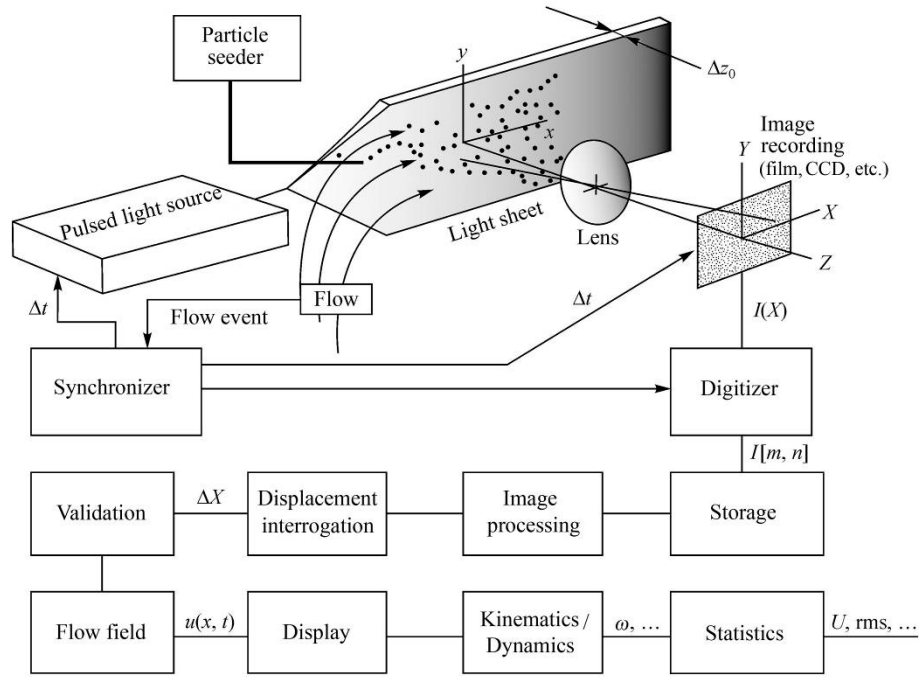 Particle
seeder
y
Δz₀
x
Image
recording
(film, CCD, etc.)
Y
X
Z
Pulsed light source
Light sheet
Lens
Flow
Δt
Flow event
Δt
I(X)
Synchronizer
Digitizer
I[m, n]
Validation
ΔX
Displacement
interrogation
Image
processing
Storage
Flow field
u(x, t)
Display
Kinematics /
Dynamics
ω, ...
Statistics
U, rms, ...